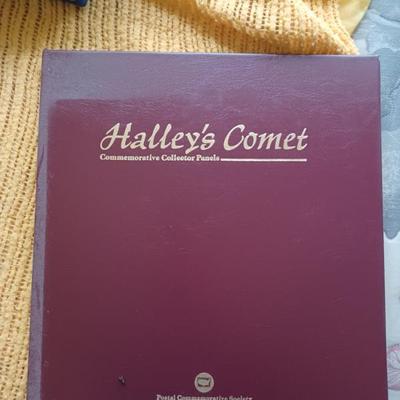 Halley's Comet
Commemorative Collector Panels
Postal Commemorative Society